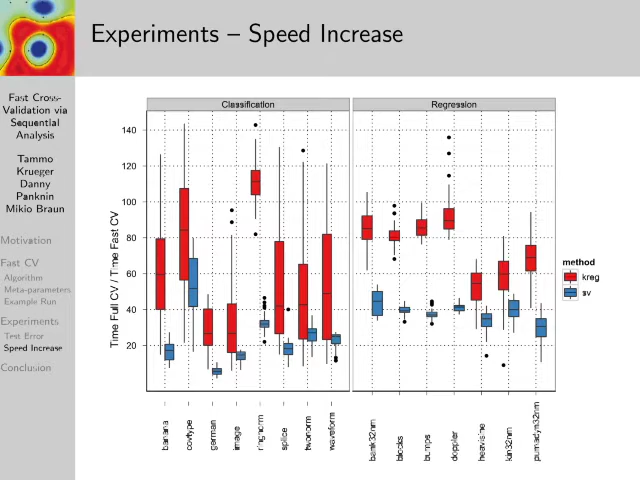 Experiments – Speed Increase
Fast Cross-
Validation via
Sequential
Analysis
Tammo
Krueger
Danny
Panknin
Mikio Braun
Motivation
Fast CV
Algorithm
Meta-parameters
Example Run
Experiments
Test Error
Speed Increase
Conclusion
Classification
Regression
Time Full CV / Time Fast CV
140
120
100
80
60
40
20
banana
covtype
german
image
ringnorm
splice
twonorm
waveform
bank32nm
blocks
bumps
doppler
heavisine
kin32nm
pumadyn32nm
method
kreg
sv